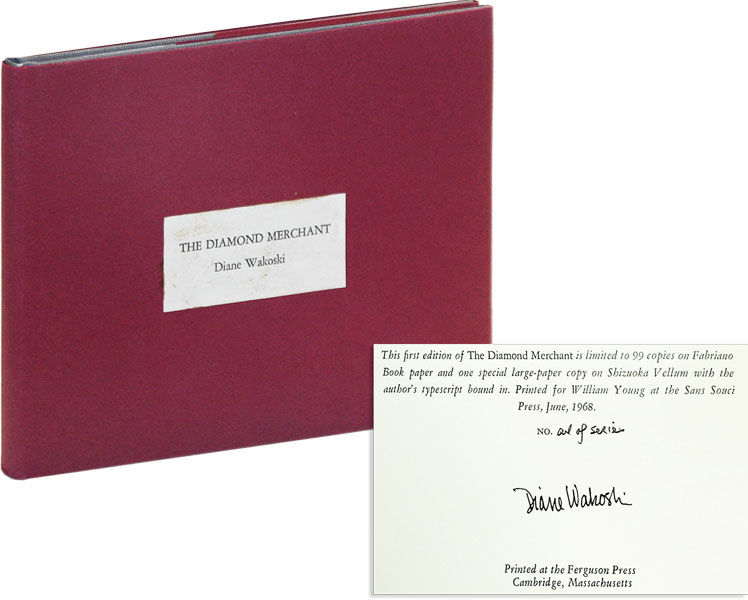 THE DIAMOND MERCHANT
Diane Wakoski
This first edition of The Diamond Merchant is limited to 99 copies on Fabriano
Book paper and one special large-paper copy on Shizuoka Vellum with the
author's typescript bound in. Printed for William Young at the Sans Souci
Press, June, 1968.
NO. out of series
Diane Wakoski
Printed at the Ferguson Press
Cambridge, Massachusetts